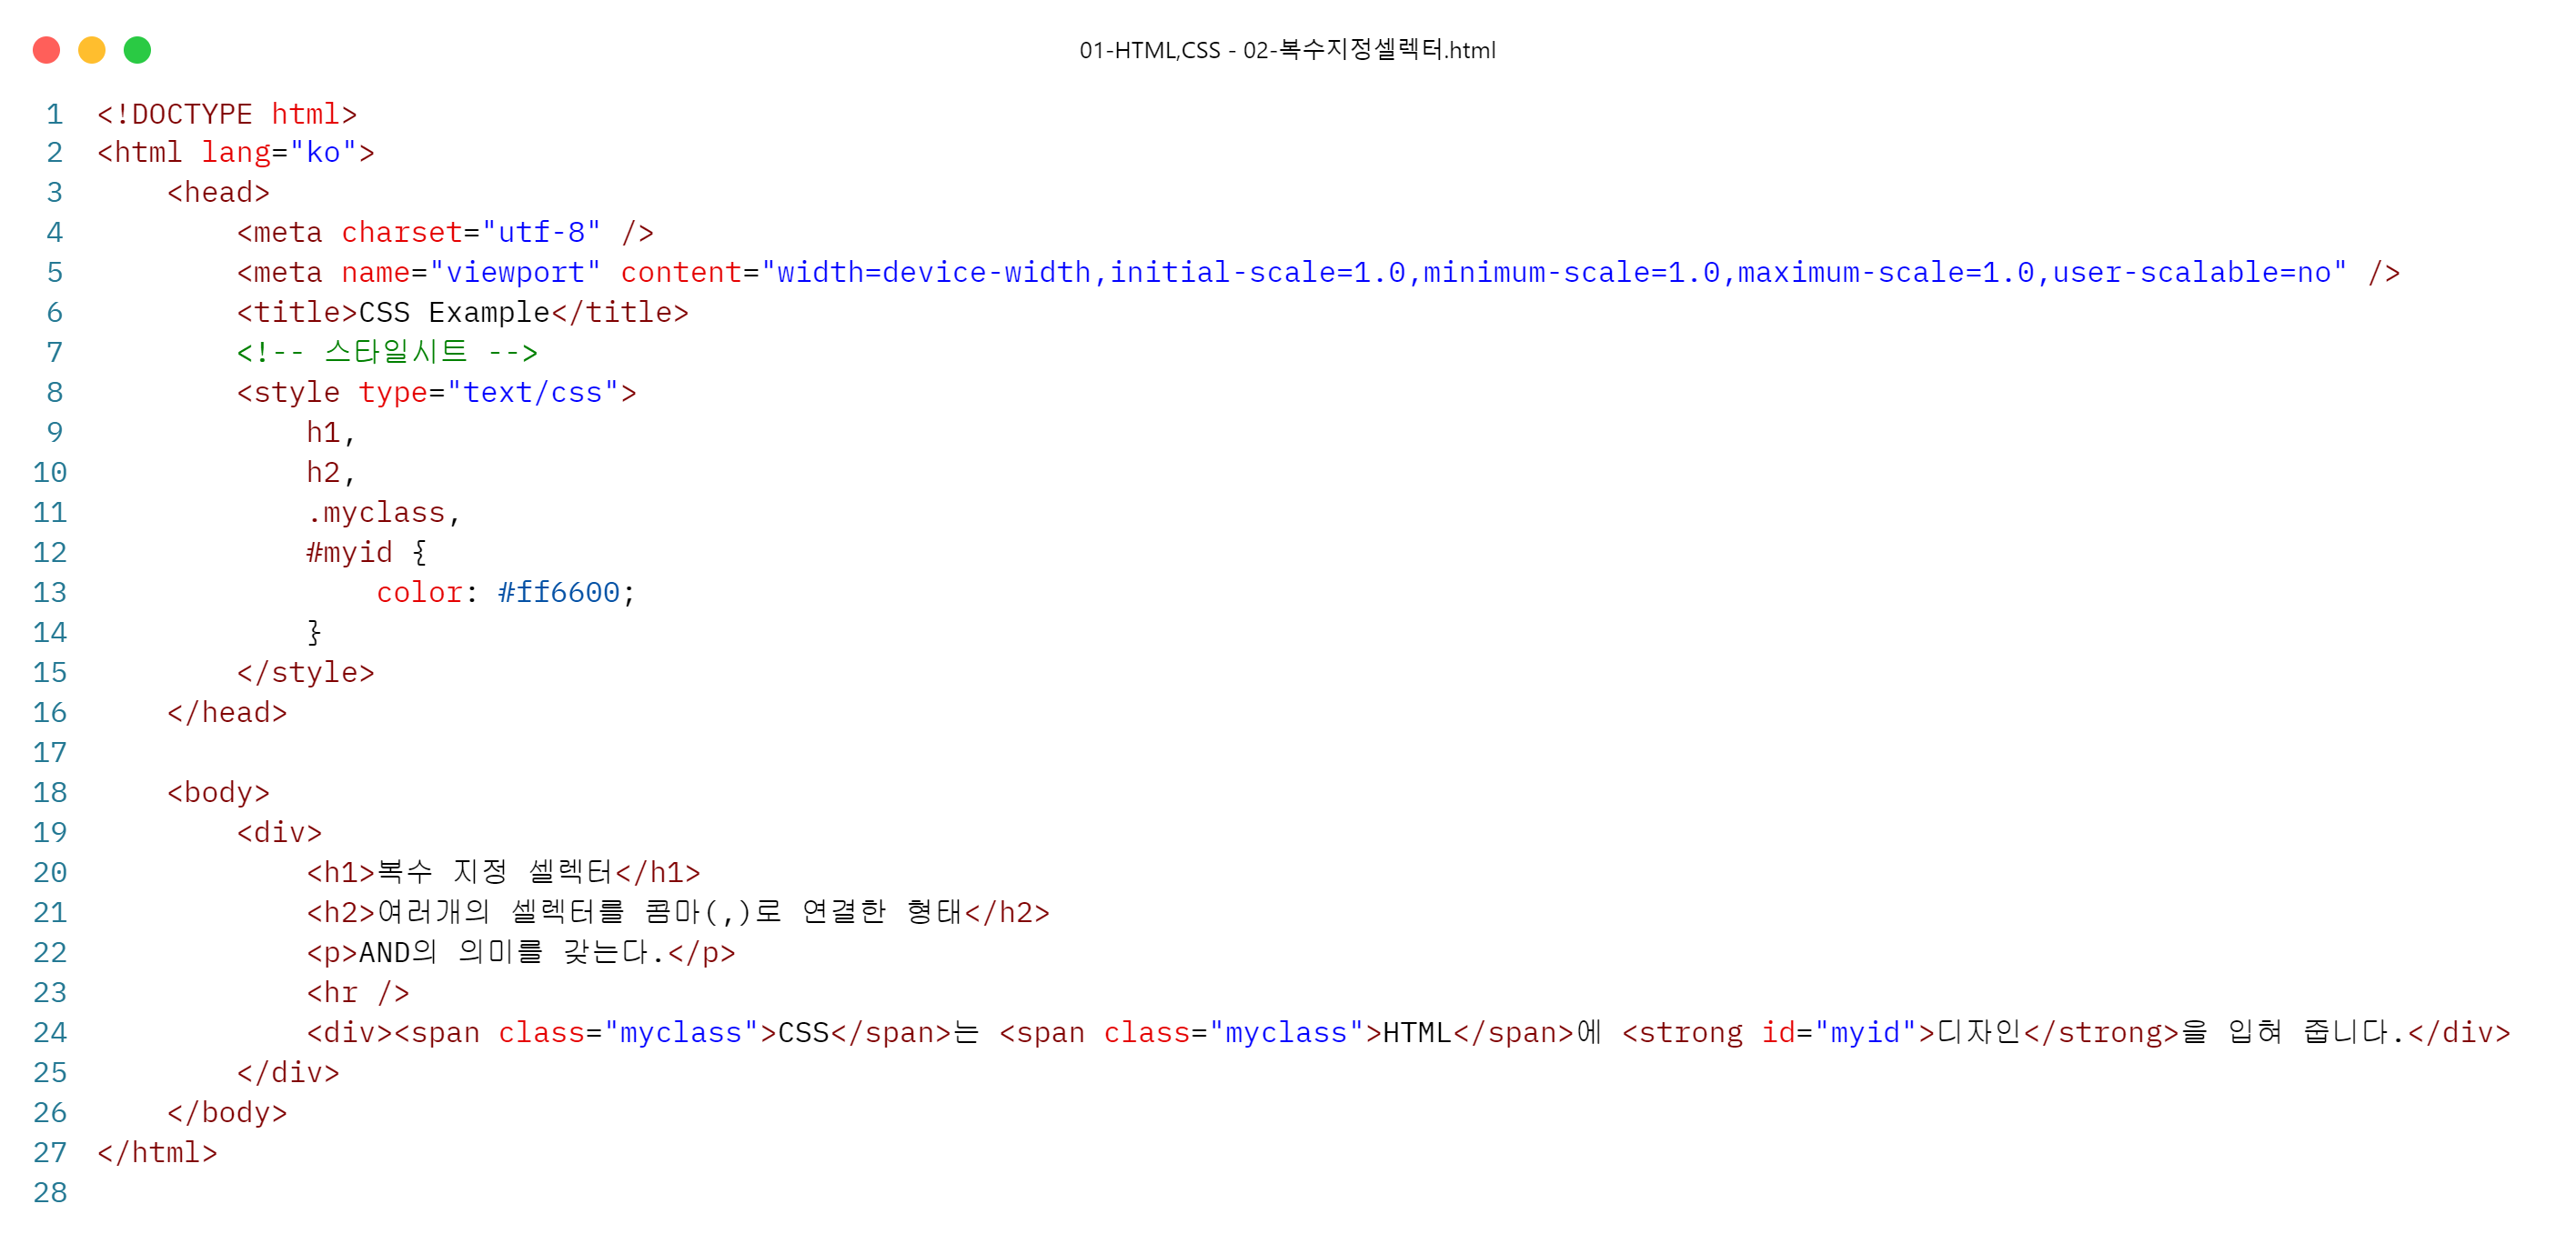 01-HTML,CSS - 02-복수지정셀렉터.html
1 <!DOCTYPE html>
2 <html lang="ko">
3     <head>
4         <meta charset="utf-8" />
5         <meta name="viewport" content="width=device-width,initial-scale=1.0,minimum-scale=1.0,maximum-scale=1.0,user-scalable=no" />
6         <title>CSS Example</title>
7         <!-- 스타일시트 -->
8         <style type="text/css">
9             h1,
10             h2,
11             .myclass,
12             #myid {
13                 color: #ff6600;
14             }
15         </style>
16     </head>
17
18     <body>
19         <div>
20             <h1>복수 지정 셀렉터</h1>
21             <h2>여러개의 셀렉터를 콤마(,)로 연결한 형태</h2>
22             <p>AND의 의미를 갖는다.</p>
23             <hr />
24             <div><span class="myclass">CSS</span>는 <span class="myclass">HTML</span>에 <strong id="myid">디자인</strong>을 입혀 줍니다.</div>
25         </div>
26     </body>
27 </html>
28